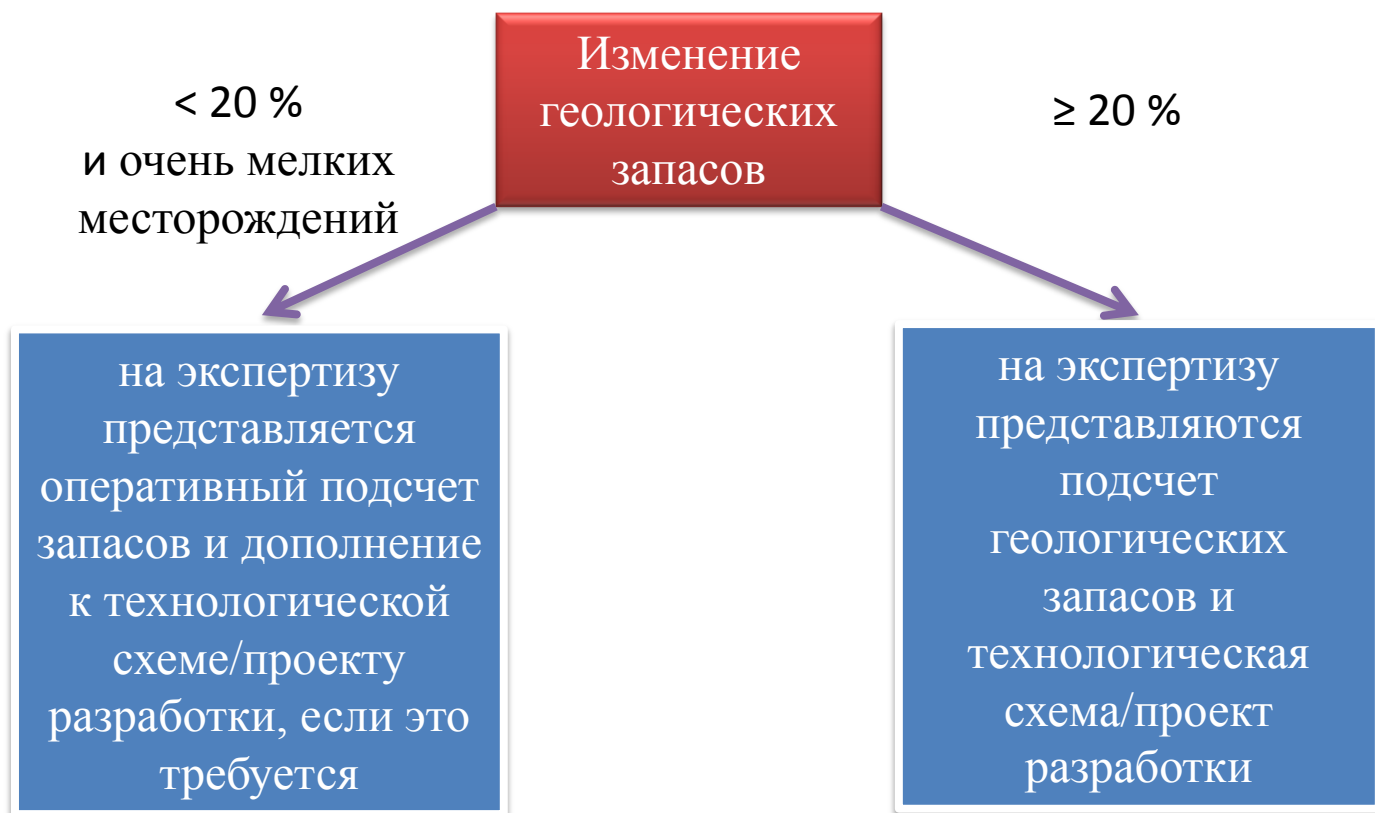 Изменение
геологических
запасов
< 20 %
и очень мелких
месторождений
≥ 20 %
на экспертизу
представляется
оперативный подсчет
запасов и дополнение
к технологической
схеме/проекту
разработки, если это
требуется
на экспертизу
представляются
подсчет
геологических
запасов и
технологическая
схема/проект
разработки